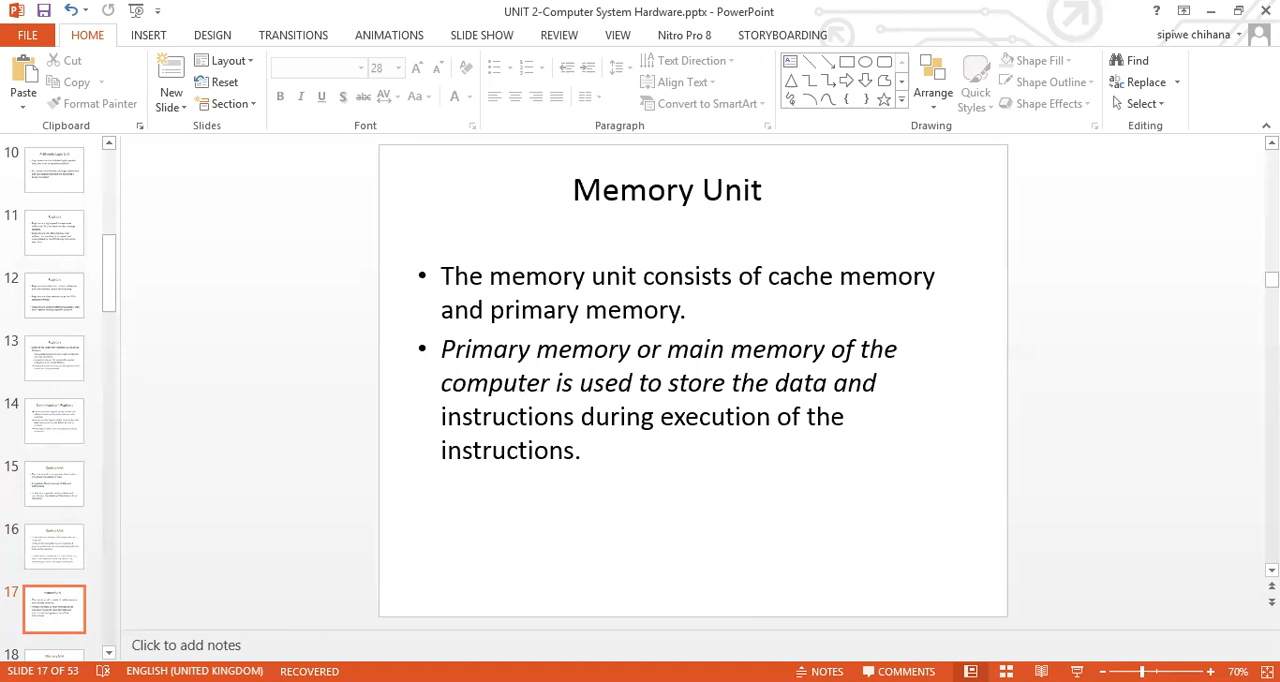 UNIT 2-Computer System Hardware.pptx - PowerPoint
?
FILE HOME INSERT DESIGN TRANSITIONS ANIMATIONS SLIDE SHOW REVIEW VIEW Nitro Pro 8 STORYBOARDING sipiwe chihana
Paste
Cut
Copy
Format Painter
Clipboard
New
Slide
Layout
Reset
Section
Slides
28
B I U S abc AV Aa A
Font
Text Direction
Align Text
Convert to SmartArt
Paragraph
Arrange
Quick
Styles
Shape Fill
Shape Outline
Shape Effects
Drawing
Find
Replace
Select
Editing
10
11
12
13
14
15
16
17
18
Memory Unit
• The memory unit consists of cache memory
and primary memory.
• Primary memory or main memory of the
computer is used to store the data and
instructions during execution of the
instructions.
Click to add notes
SLIDE 17 OF 53 ENGLISH (UNITED KINGDOM) RECOVERED NOTES COMMENTS 70%